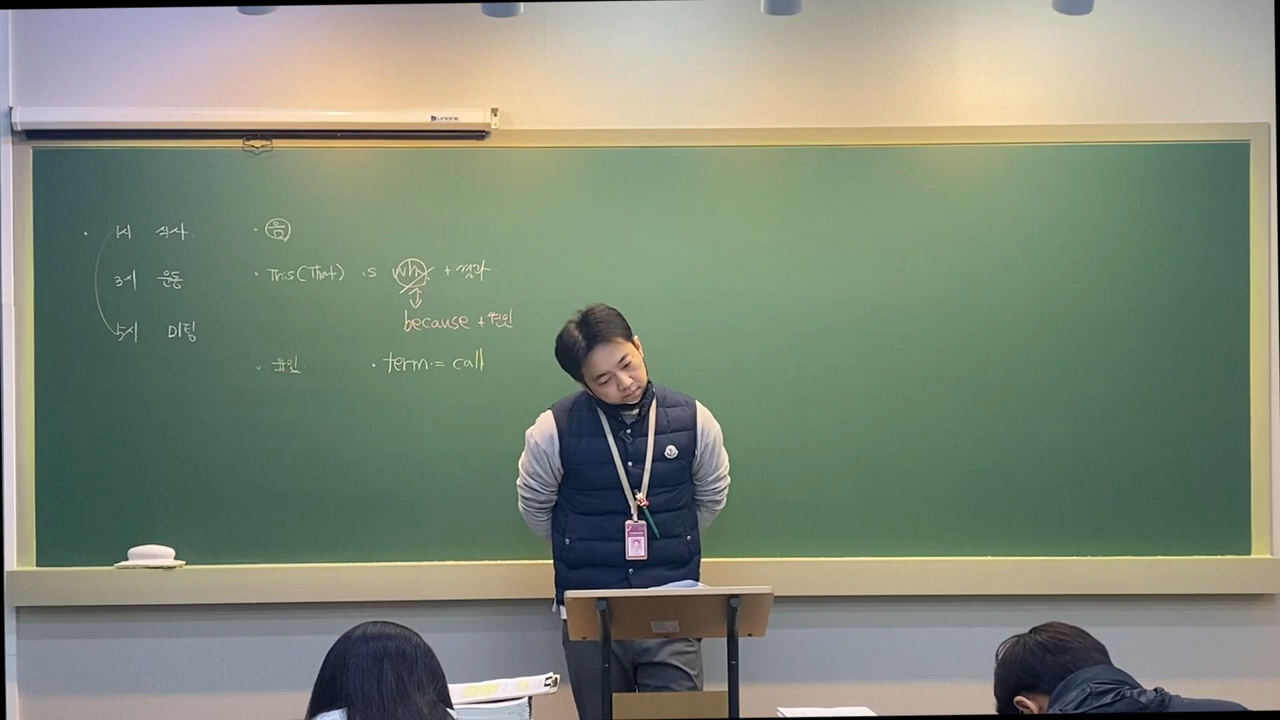 · 1시 식사
3시 운동
5시 미팅
· 음
· This(That) is why + 결과
because + 원인
· 유인
· term = call